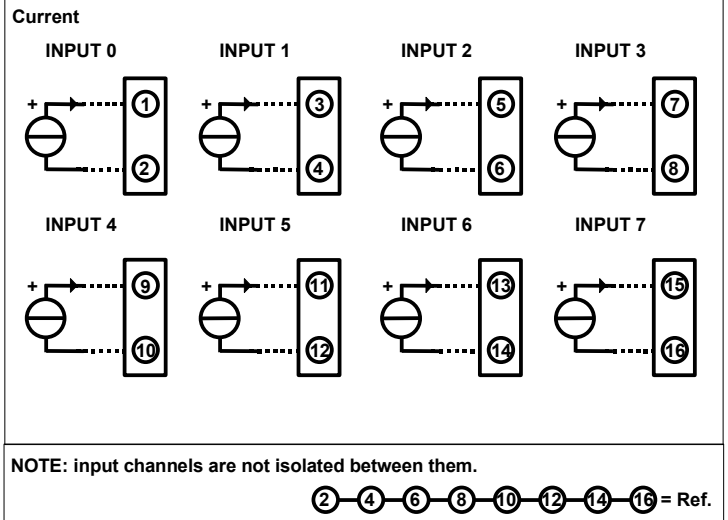 Current
INPUT 0 INPUT 1 INPUT 2 INPUT 3
+ 1 + 3 + 5 + 7
2 4 6 8
INPUT 4 INPUT 5 INPUT 6 INPUT 7
+ 9 + 11 + 13 + 15
10 12 14 16
NOTE: input channels are not isolated between them.
2 4 6 8 10 12 14 16 = Ref.